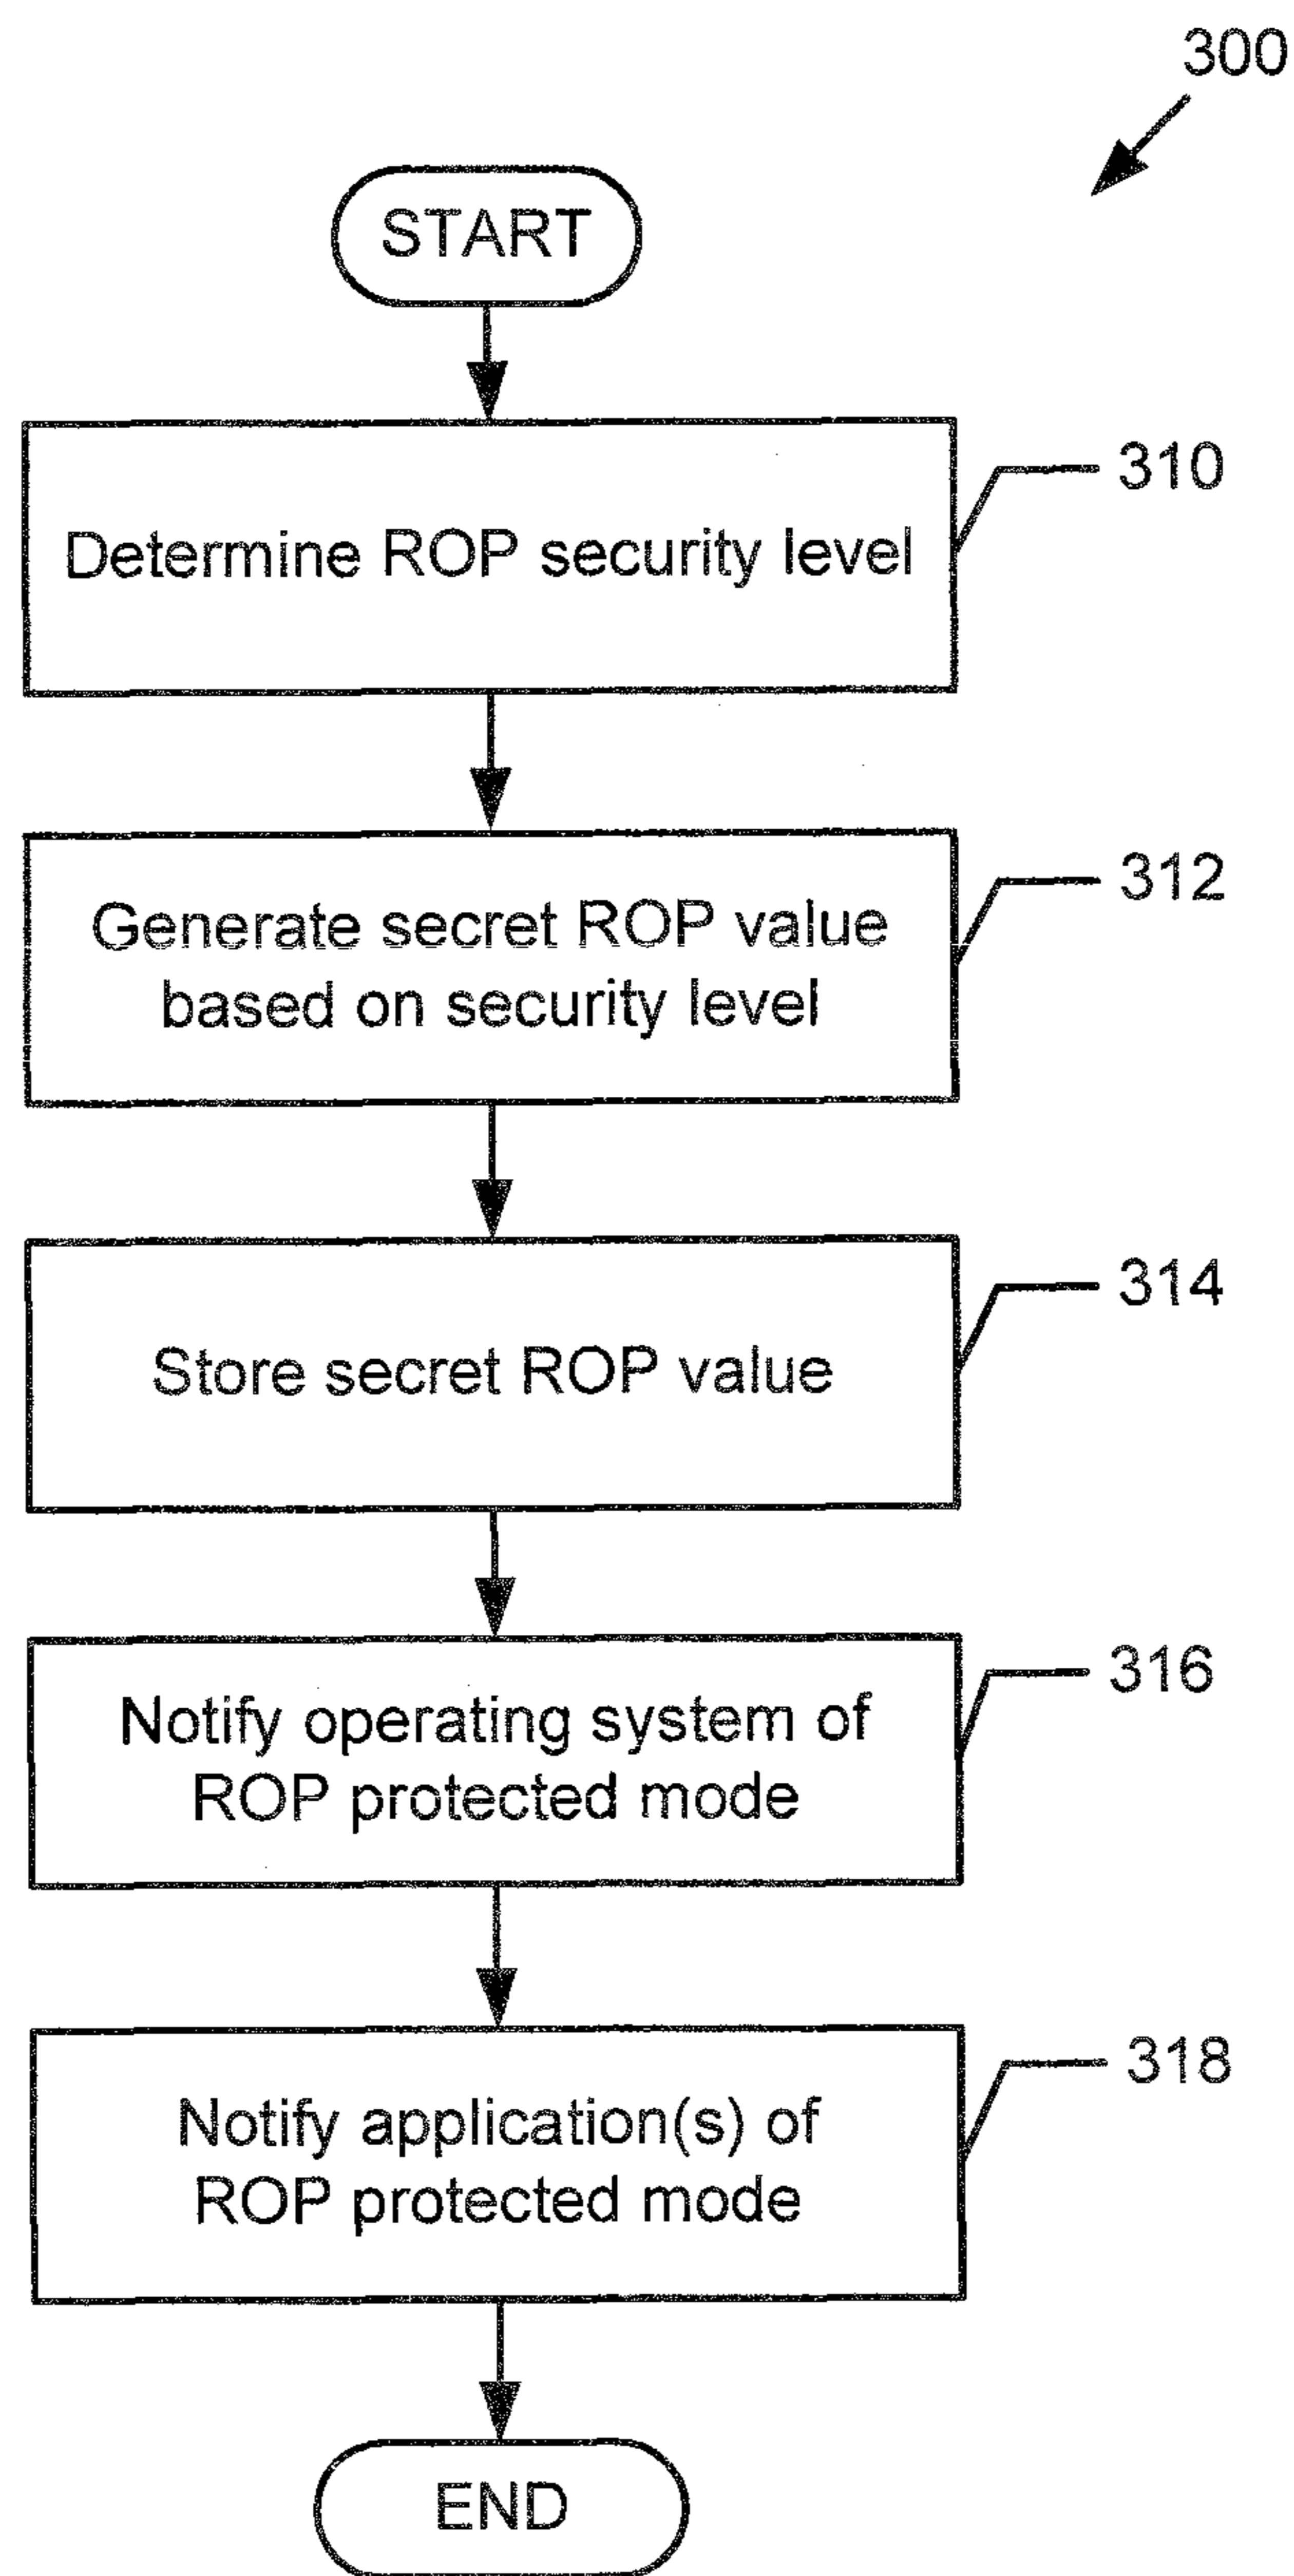 300
START
310
Determine ROP security level
312
Generate secret ROP value
based on security level
314
Store secret ROP value
316
Notify operating system of
ROP protected mode
318
Notify application(s) of
ROP protected mode
END